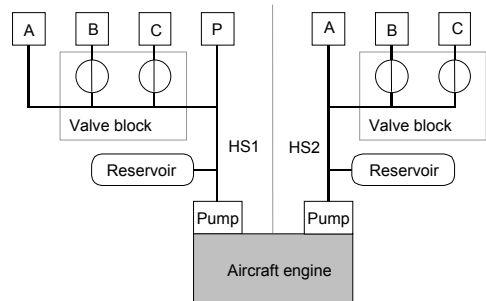 A B C P A B C
Valve block Valve block
HS1 HS2
Reservoir Reservoir
Pump Pump
Aircraft engine